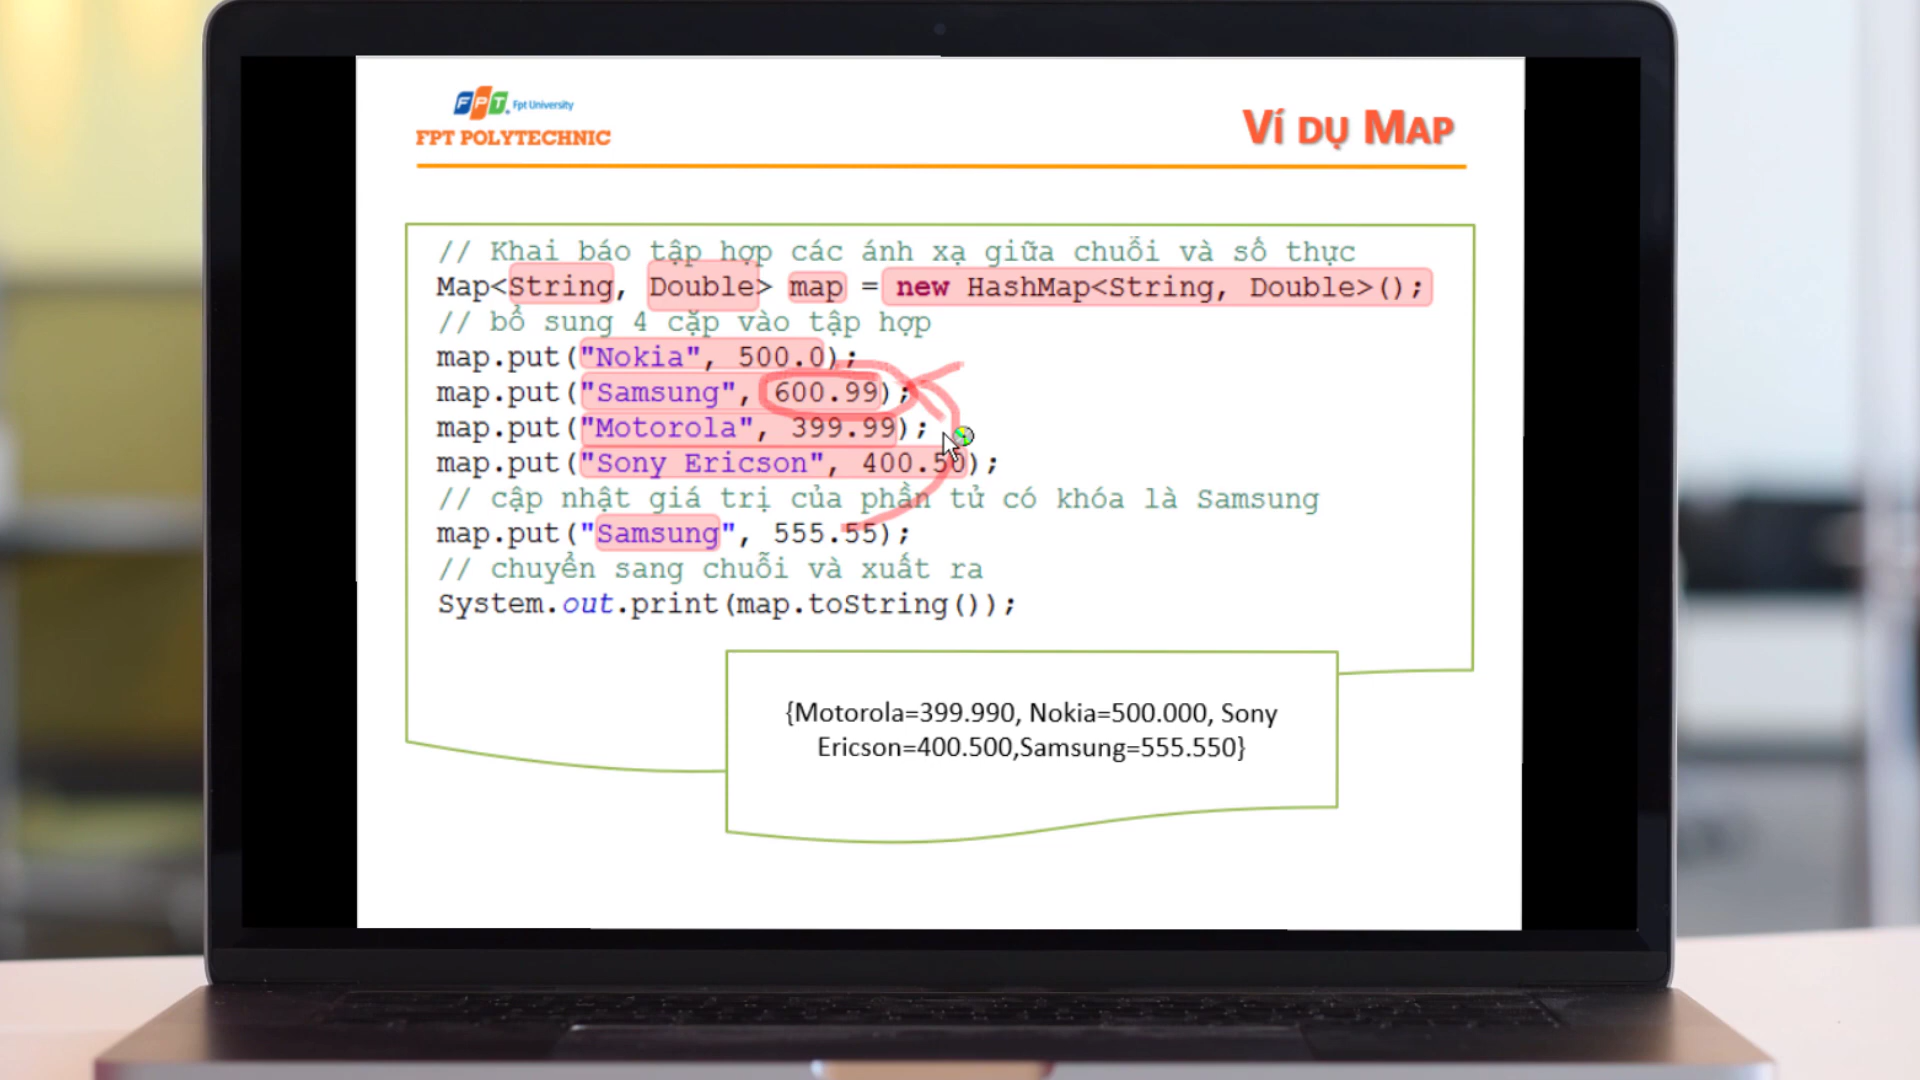 FPT. Fpt University
FPT POLYTECHNIC
VÍ DỤ MAP
// Khai báo tập hợp các ánh xạ giữa chuỗi và số thực
Map<String, Double> map = new HashMap<String, Double>();
// bổ sung 4 cặp vào tập hợp
map.put("Nokia", 500.0);
map.put("Samsung", 600.99);
map.put("Motorola", 399.99);
map.put("Sony Ericson", 400.50);
// cập nhật giá trị của phần tử có khóa là Samsung
map.put("Samsung", 555.55);
// chuyển sang chuỗi và xuất ra
System.out.print(map.toString());
{Motorola=399.990, Nokia=500.000, Sony
Ericson=400.500,Samsung=555.550}